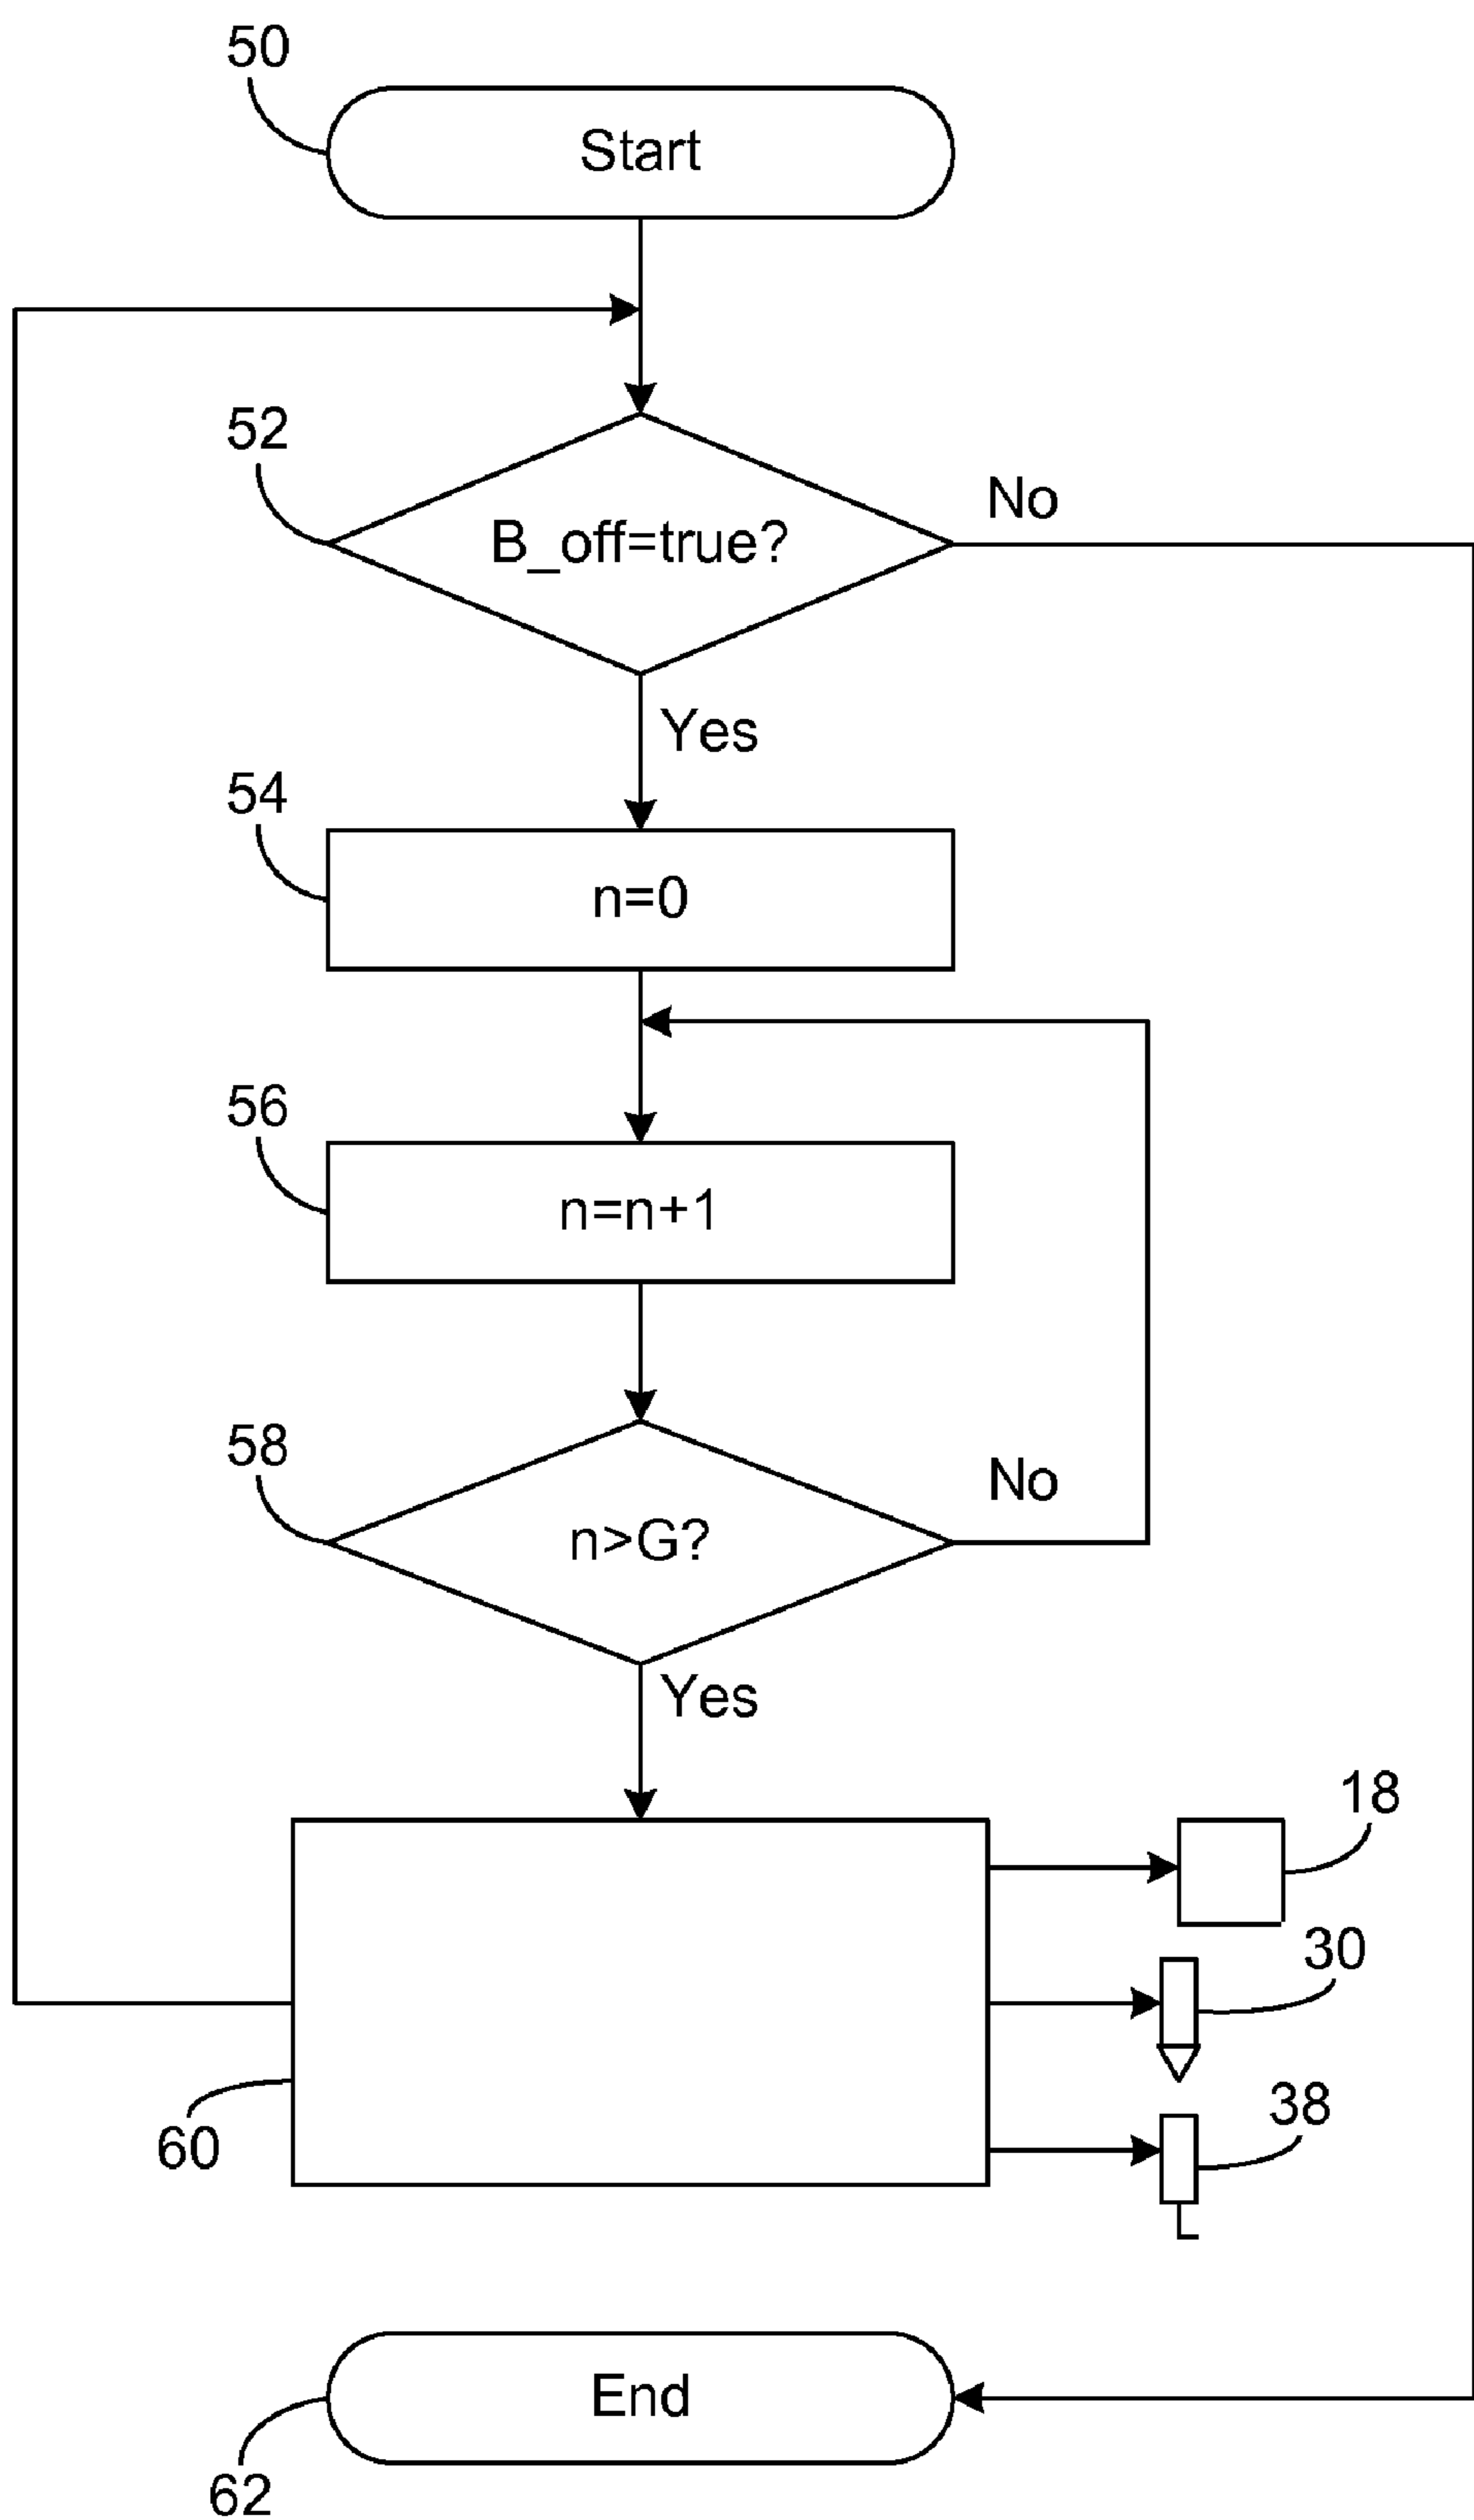 50
Start
52
B_off=true?
No
Yes
54
n=0
56
n=n+1
58
n>G?
No
Yes
18
30
38
60
End
62